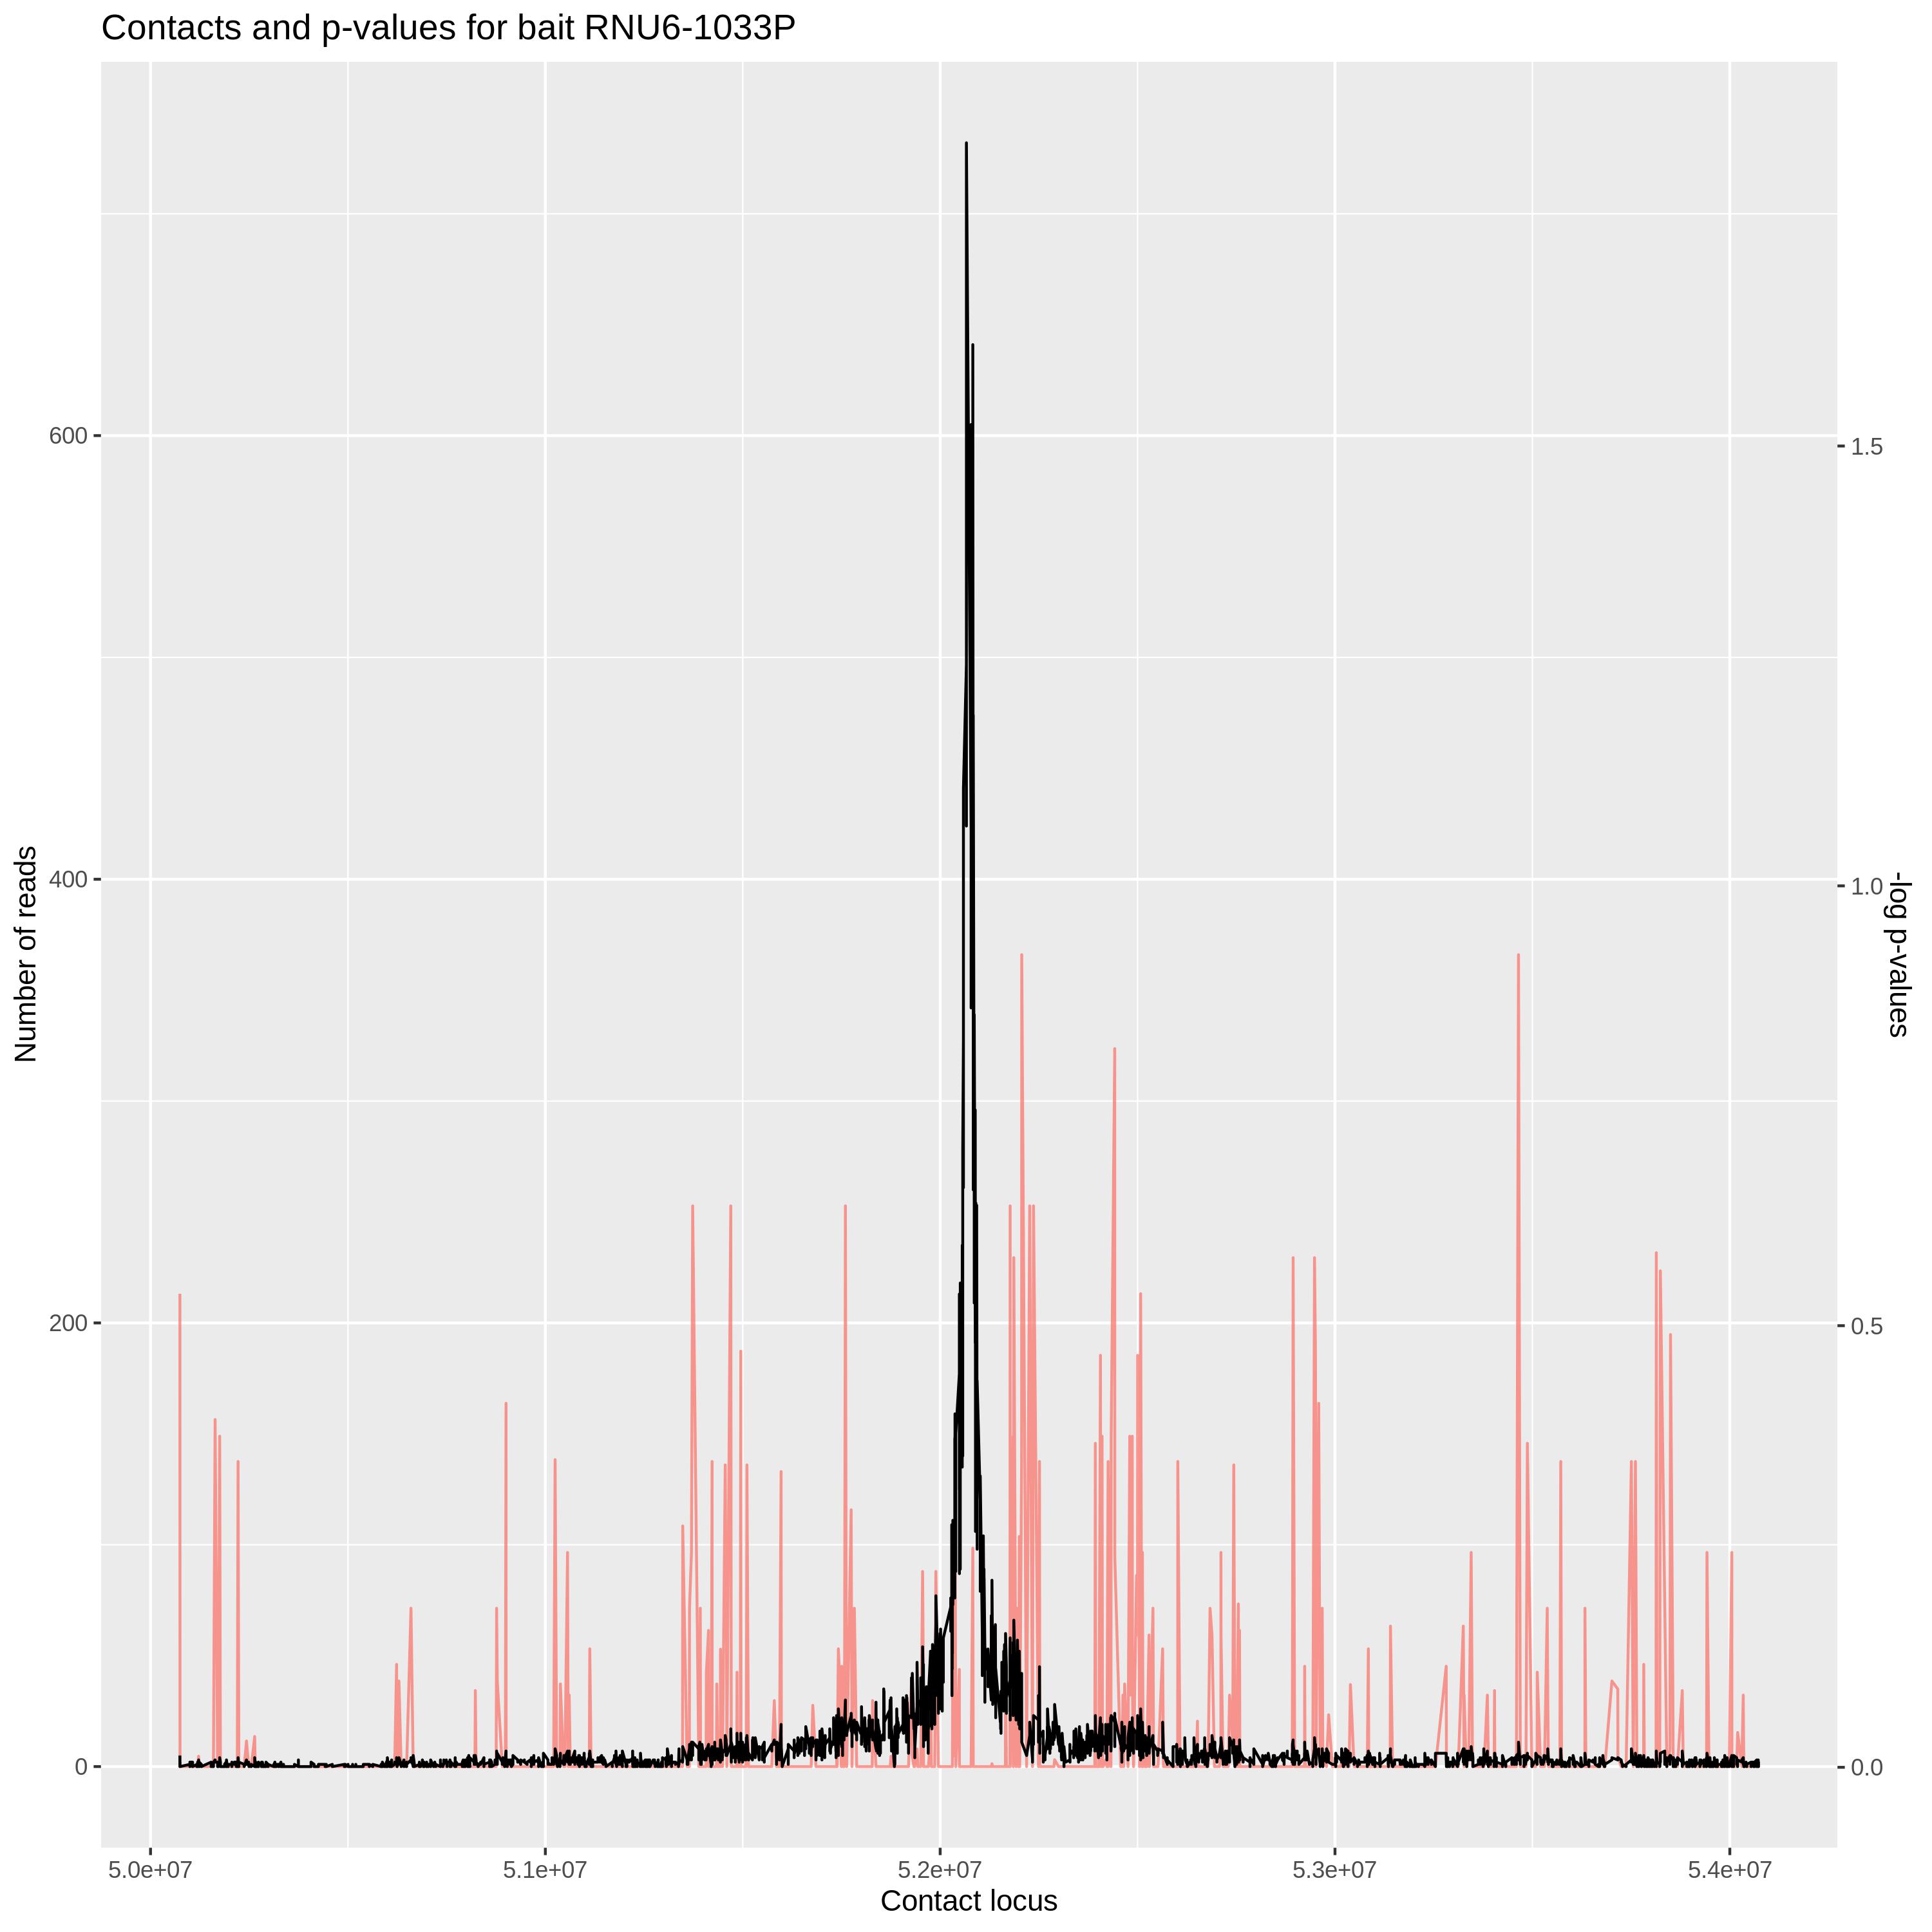 Contacts and p-values for bait RNU6-1033P
600
400
200
0
Number of reads
1.5
1.0
0.5
0.0
-log p-values
5.0e+07 5.1e+07 5.2e+07 5.3e+07 5.4e+07
Contact locus